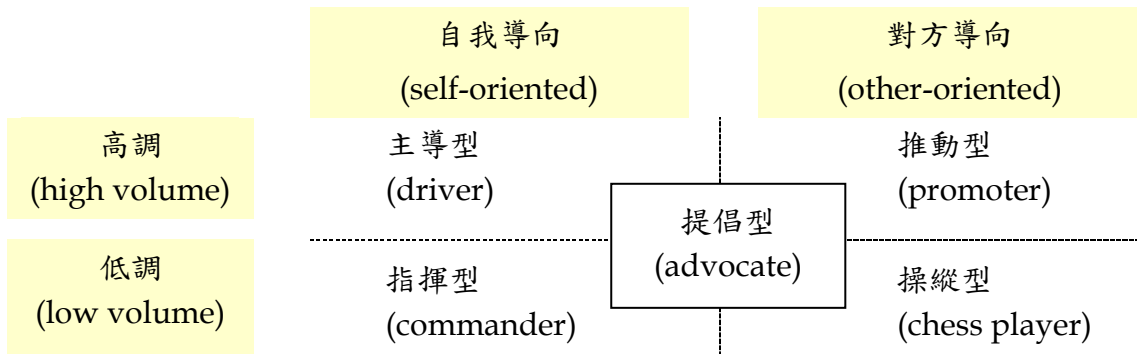 自我導向
(self-oriented)
對方導向
(other-oriented)
高調
(high volume)
主導型
(driver)
推動型
(promoter)
提倡型
(advocate)
低調
(low volume)
指揮型
(commander)
操縱型
(chess player)